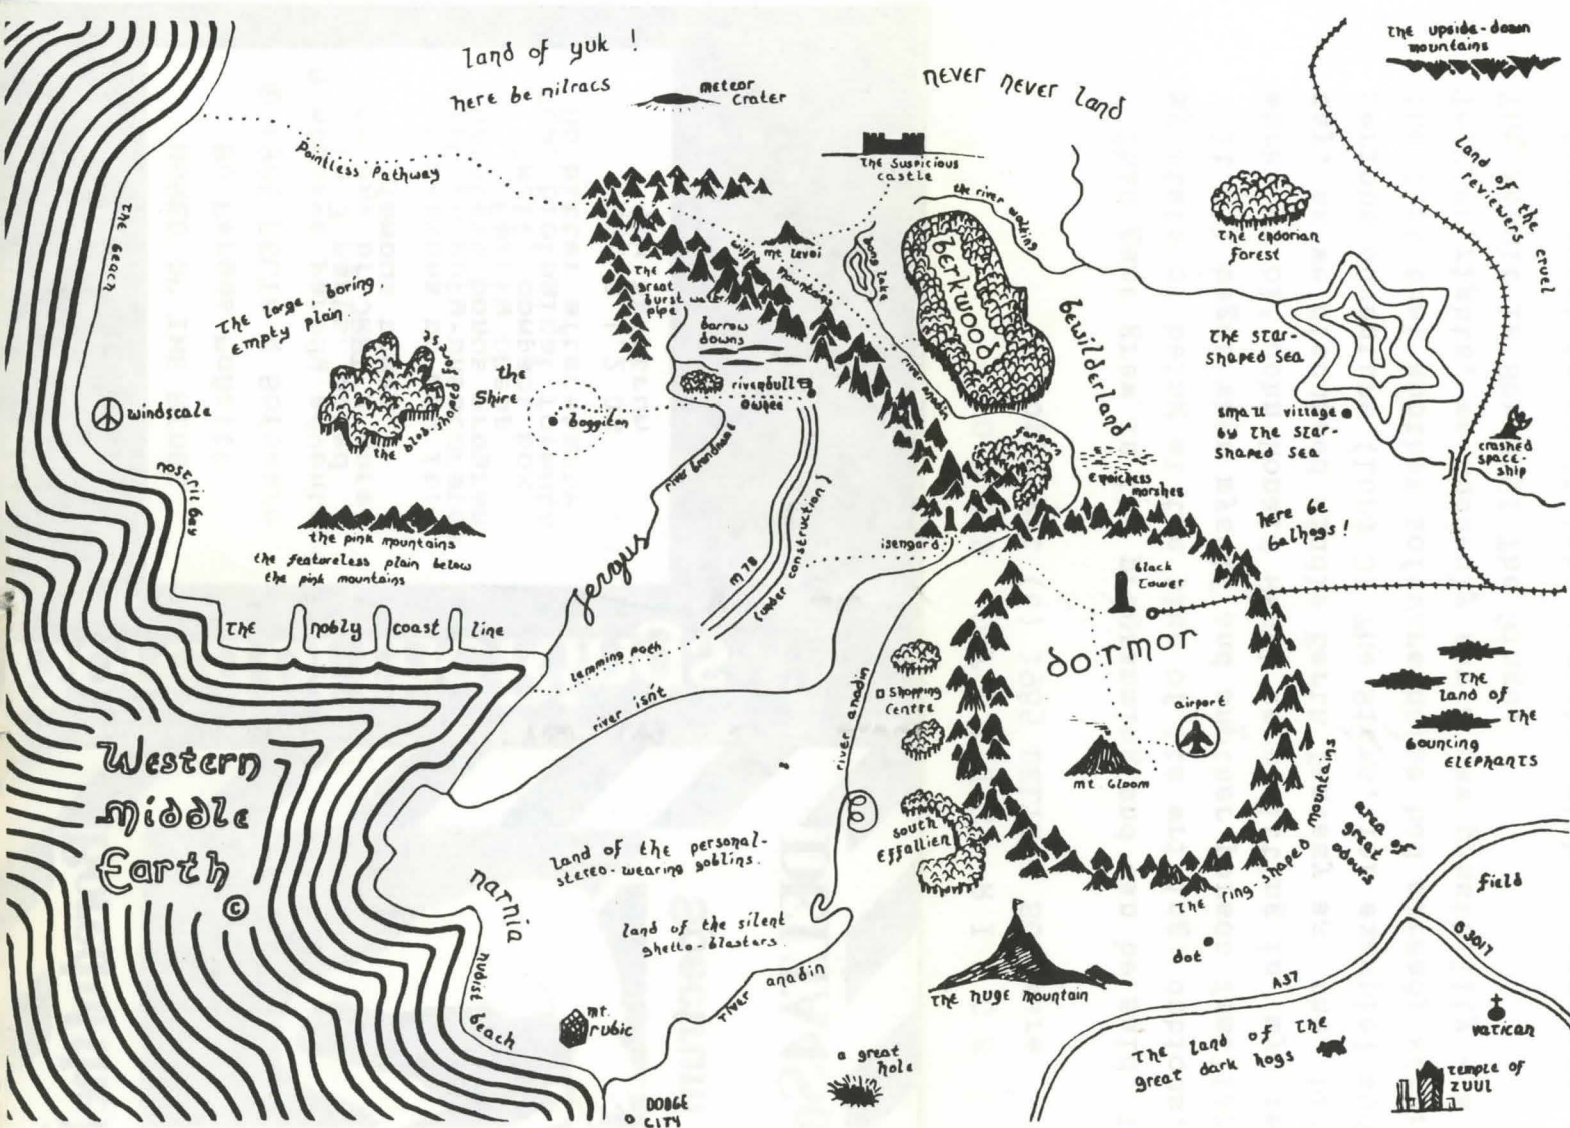 land of yuk !
here be nilracs
meteor
crater
never never land
the upside-down
mountains
Pointless Pathway
the suspicious
castle
the river walking
land of the cruel
reviewers
the endorian
forest
the beach
mt levoi
wong lake
berkwood
bewilderland
the
great
burst water
pipe
mountains
the large boring
empty plain
barrow
downs
river anadin
the star-
shaped sea
windscale
the blob-shaped forest
the
Shire
baggiton
rivenbull
owhee
fangorn
small village
by the star-
shaped sea
crashed
space-
ship
nostril bay
river brandname
marshes
the pink mountains
the featureless plain below
the pink mountains
M78
(under construction)
isengard
here be
balhogs !
black
tower
fergus
the nobly coast line
dormor
lemming path
river isn't
shopping
centre
river anadin
airport
mt gloom
the
land of
the
bouncing
elephants
Western
Middle
Earth
©
south
effallien
the ring-shaped mountains
area of
great
odours
field
narnia
land of the personal-
stereo-wearing goblins.
land of the silent
ghetto-blasters.
B3017
dot
A37
the huge mountain
nudist beach
mt.
rubic
river anadin
vatican
a great
hole
the land of the
great dark hogs
temple of
zuul
DODGE
CITY